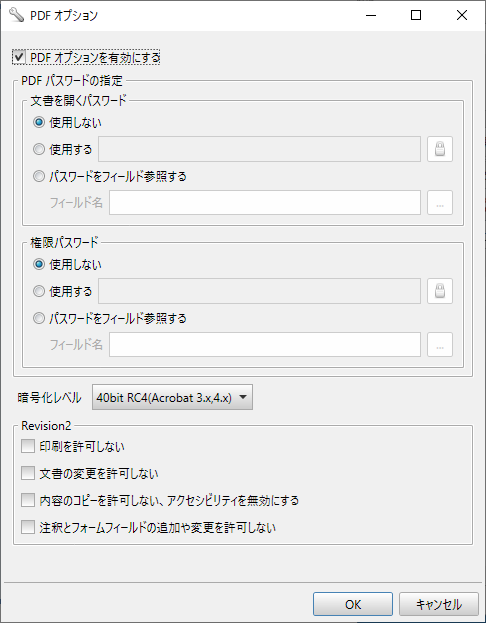 PDF オプション
PDF オプションを有効にする
PDF パスワードの指定
文書を開くパスワード
使用しない
使用する
パスワードをフィールド参照する
フィールド名 ...
権限パスワード
使用しない
使用する
パスワードをフィールド参照する
フィールド名 ...
暗号化レベル 40bit RC4(Acrobat 3.x,4.x)
Revision2
印刷を許可しない
文書の変更を許可しない
内容のコピーを許可しない、アクセシビリティを無効にする
注釈とフォームフィールドの追加や変更を許可しない
OK キャンセル